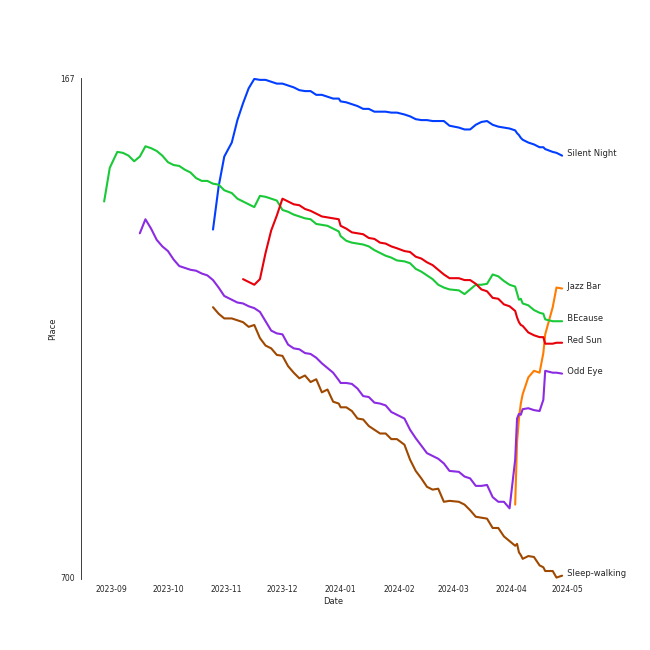 167
Silent Night
Jazz Bar
BEcause
Place
Red Sun
Odd Eye
Sleep-walking
700
2023-09 2023-10 2023-11 2023-12 2024-01 2024-02 2024-03 2024-04 2024-05
Date